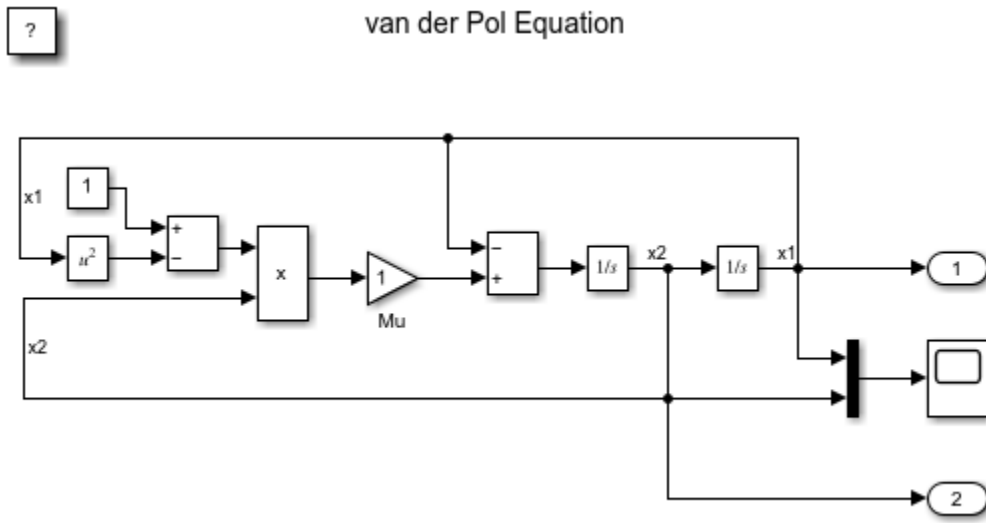 ?
van der Pol Equation
x1
1
+
−
u²
x
x2
1
Mu
−
+
1/s
x2
1/s
x1
1
2